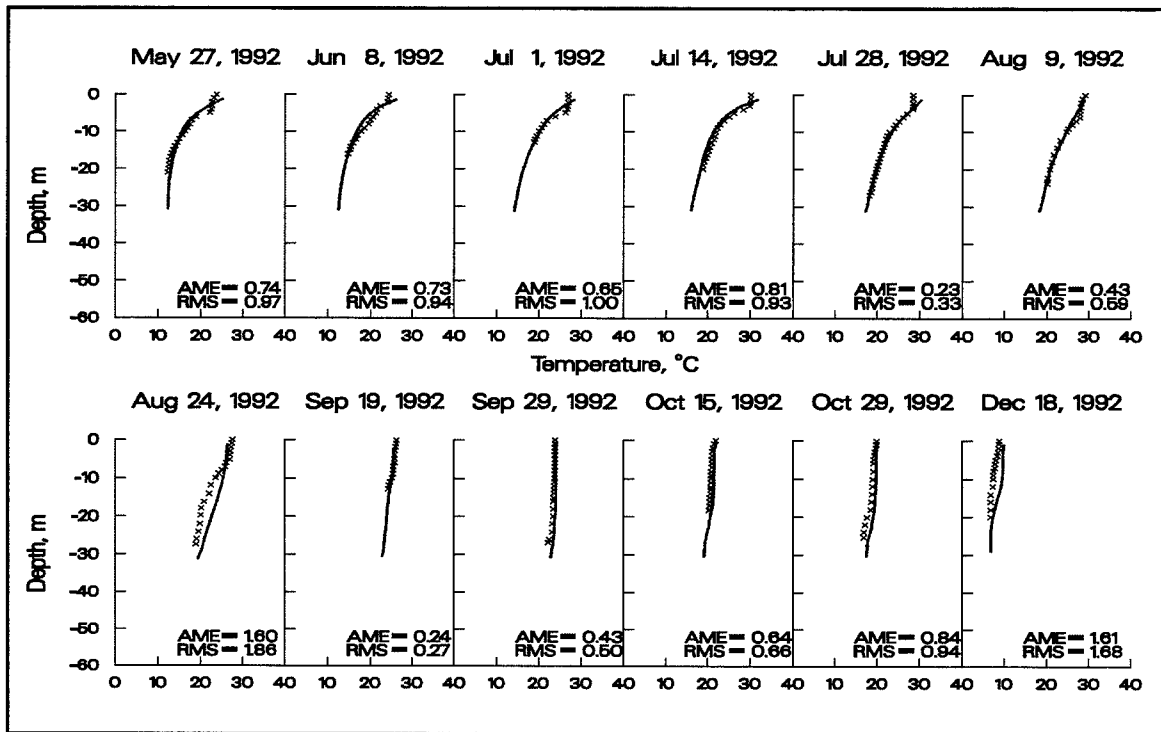 May 27, 1992 Jun 8, 1992 Jul 1, 1992 Jul 14, 1992 Jul 28, 1992 Aug 9, 1992
Depth, m
0
-10
-20
-30
-40
-50
-60
AME= 0.74 AME= 0.73 AME= 0.65 AME= 0.81 AME= 0.23 AME= 0.43
RMS= 0.97 RMS= 0.94 RMS= 1.00 RMS= 0.93 RMS= 0.33 RMS= 0.59
0 10 20 30 40 10 20 30 40 10 20 30 40 10 20 30 40 10 20 30 40 10 20 30 40
Temperature, °C
Aug 24, 1992 Sep 19, 1992 Sep 29, 1992 Oct 15, 1992 Oct 29, 1992 Dec 18, 1992
Depth, m
0
-10
-20
-30
-40
-50
-60
AME= 1.60 AME= 0.24 AME= 0.43 AME= 0.64 AME= 0.84 AME= 1.61
RMS= 1.86 RMS= 0.27 RMS= 0.50 RMS= 0.66 RMS= 0.94 RMS= 1.68
0 10 20 30 40 10 20 30 40 10 20 30 40 10 20 30 40 10 20 30 40 10 20 30 40